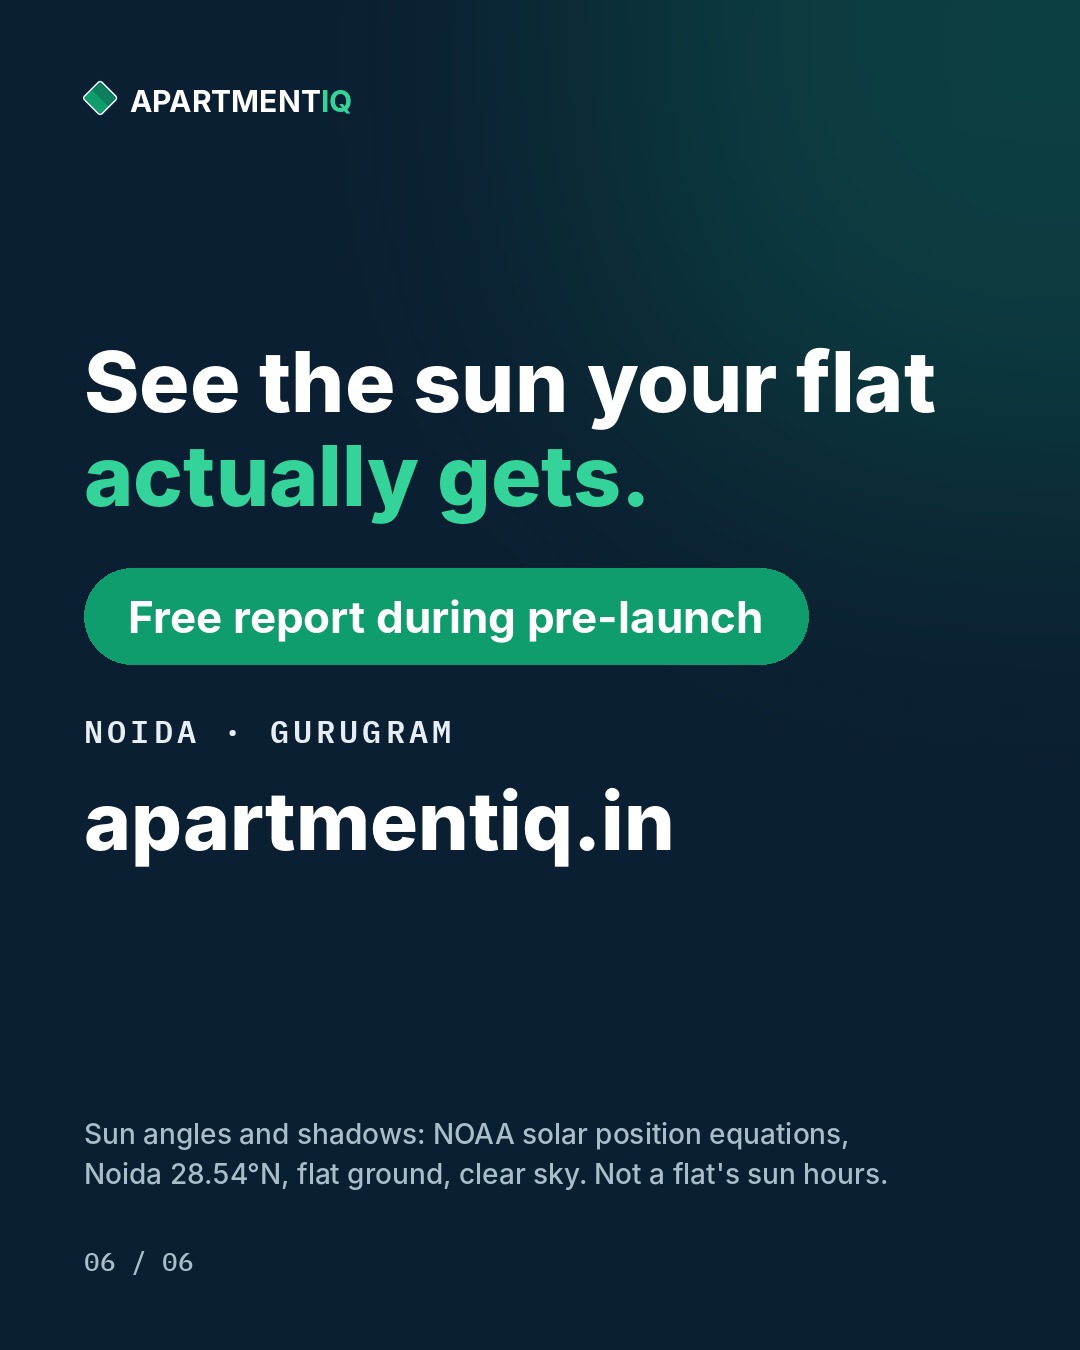 APARTMENTIQ
See the sun your flat
actually gets.
Free report during pre-launch
NOIDA · GURUGRAM
apartmentiq.in
Sun angles and shadows: NOAA solar position equations,
Noida 28.54°N, flat ground, clear sky. Not a flat's sun hours.
06 / 06